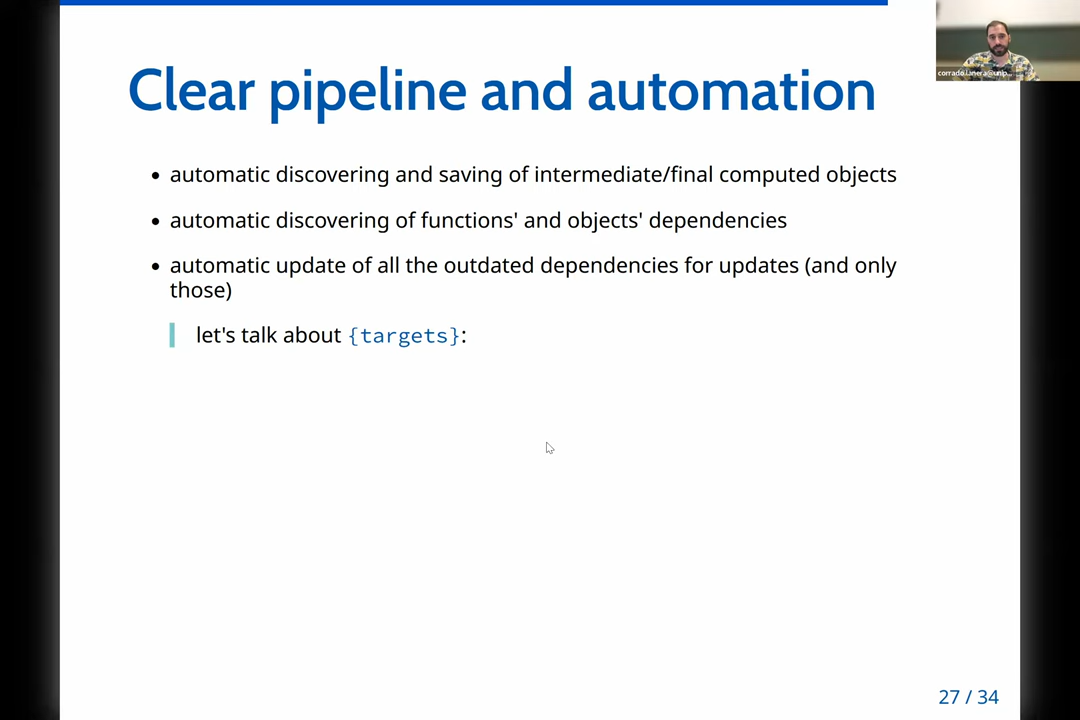 Clear pipeline and automation
• automatic discovering and saving of intermediate/final computed objects
• automatic discovering of functions' and objects' dependencies
• automatic update of all the outdated dependencies for updates (and only
those)
let's talk about {targets}:
27 / 34